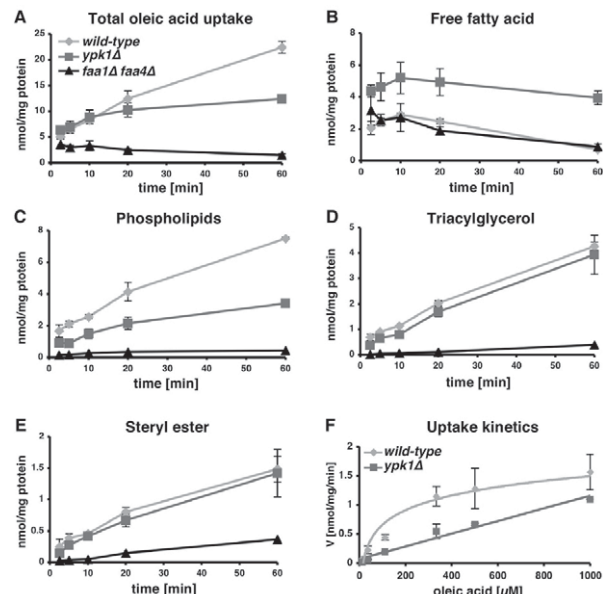 A Total oleic acid uptake
nmol/mg ptotein
25
20
15
10
5
0
wild-type
ypk1Δ
faa1Δ faa4Δ
0 10 20 30 40 50 60
time [min]
B Free fatty acid
nmol/mg ptotein
8
6
4
2
0
0 10 20 30 40 50 60
time [min]
C Phospholipids
nmol/mg ptotein
8
6
4
2
0
0 10 20 30 40 50 60
time [min]
D Triacylglycerol
nmol/mg ptotein
5
4
3
2
1
0
0 10 20 30 40 50 60
time [min]
E Steryl ester
nmol/mg ptotein
2
1.5
1
0.5
0
0 10 20 30 40 50 60
time [min]
F Uptake kinetics
V [nmol/mg/min]
2
1.5
1
0.5
0
wild-type
ypk1Δ
0 200 400 600 800 1000
oleic acid [μM]